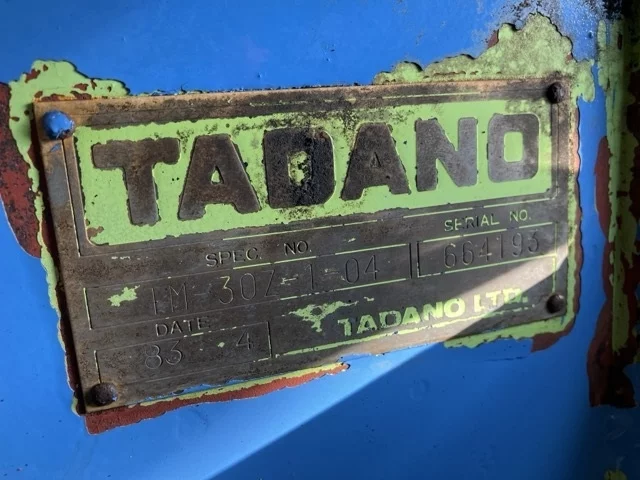 TADANO
SPEC. NO.
SERIAL NO.
TM-30Z-1-04
664193
DATE
83 4
TADANO LTD.